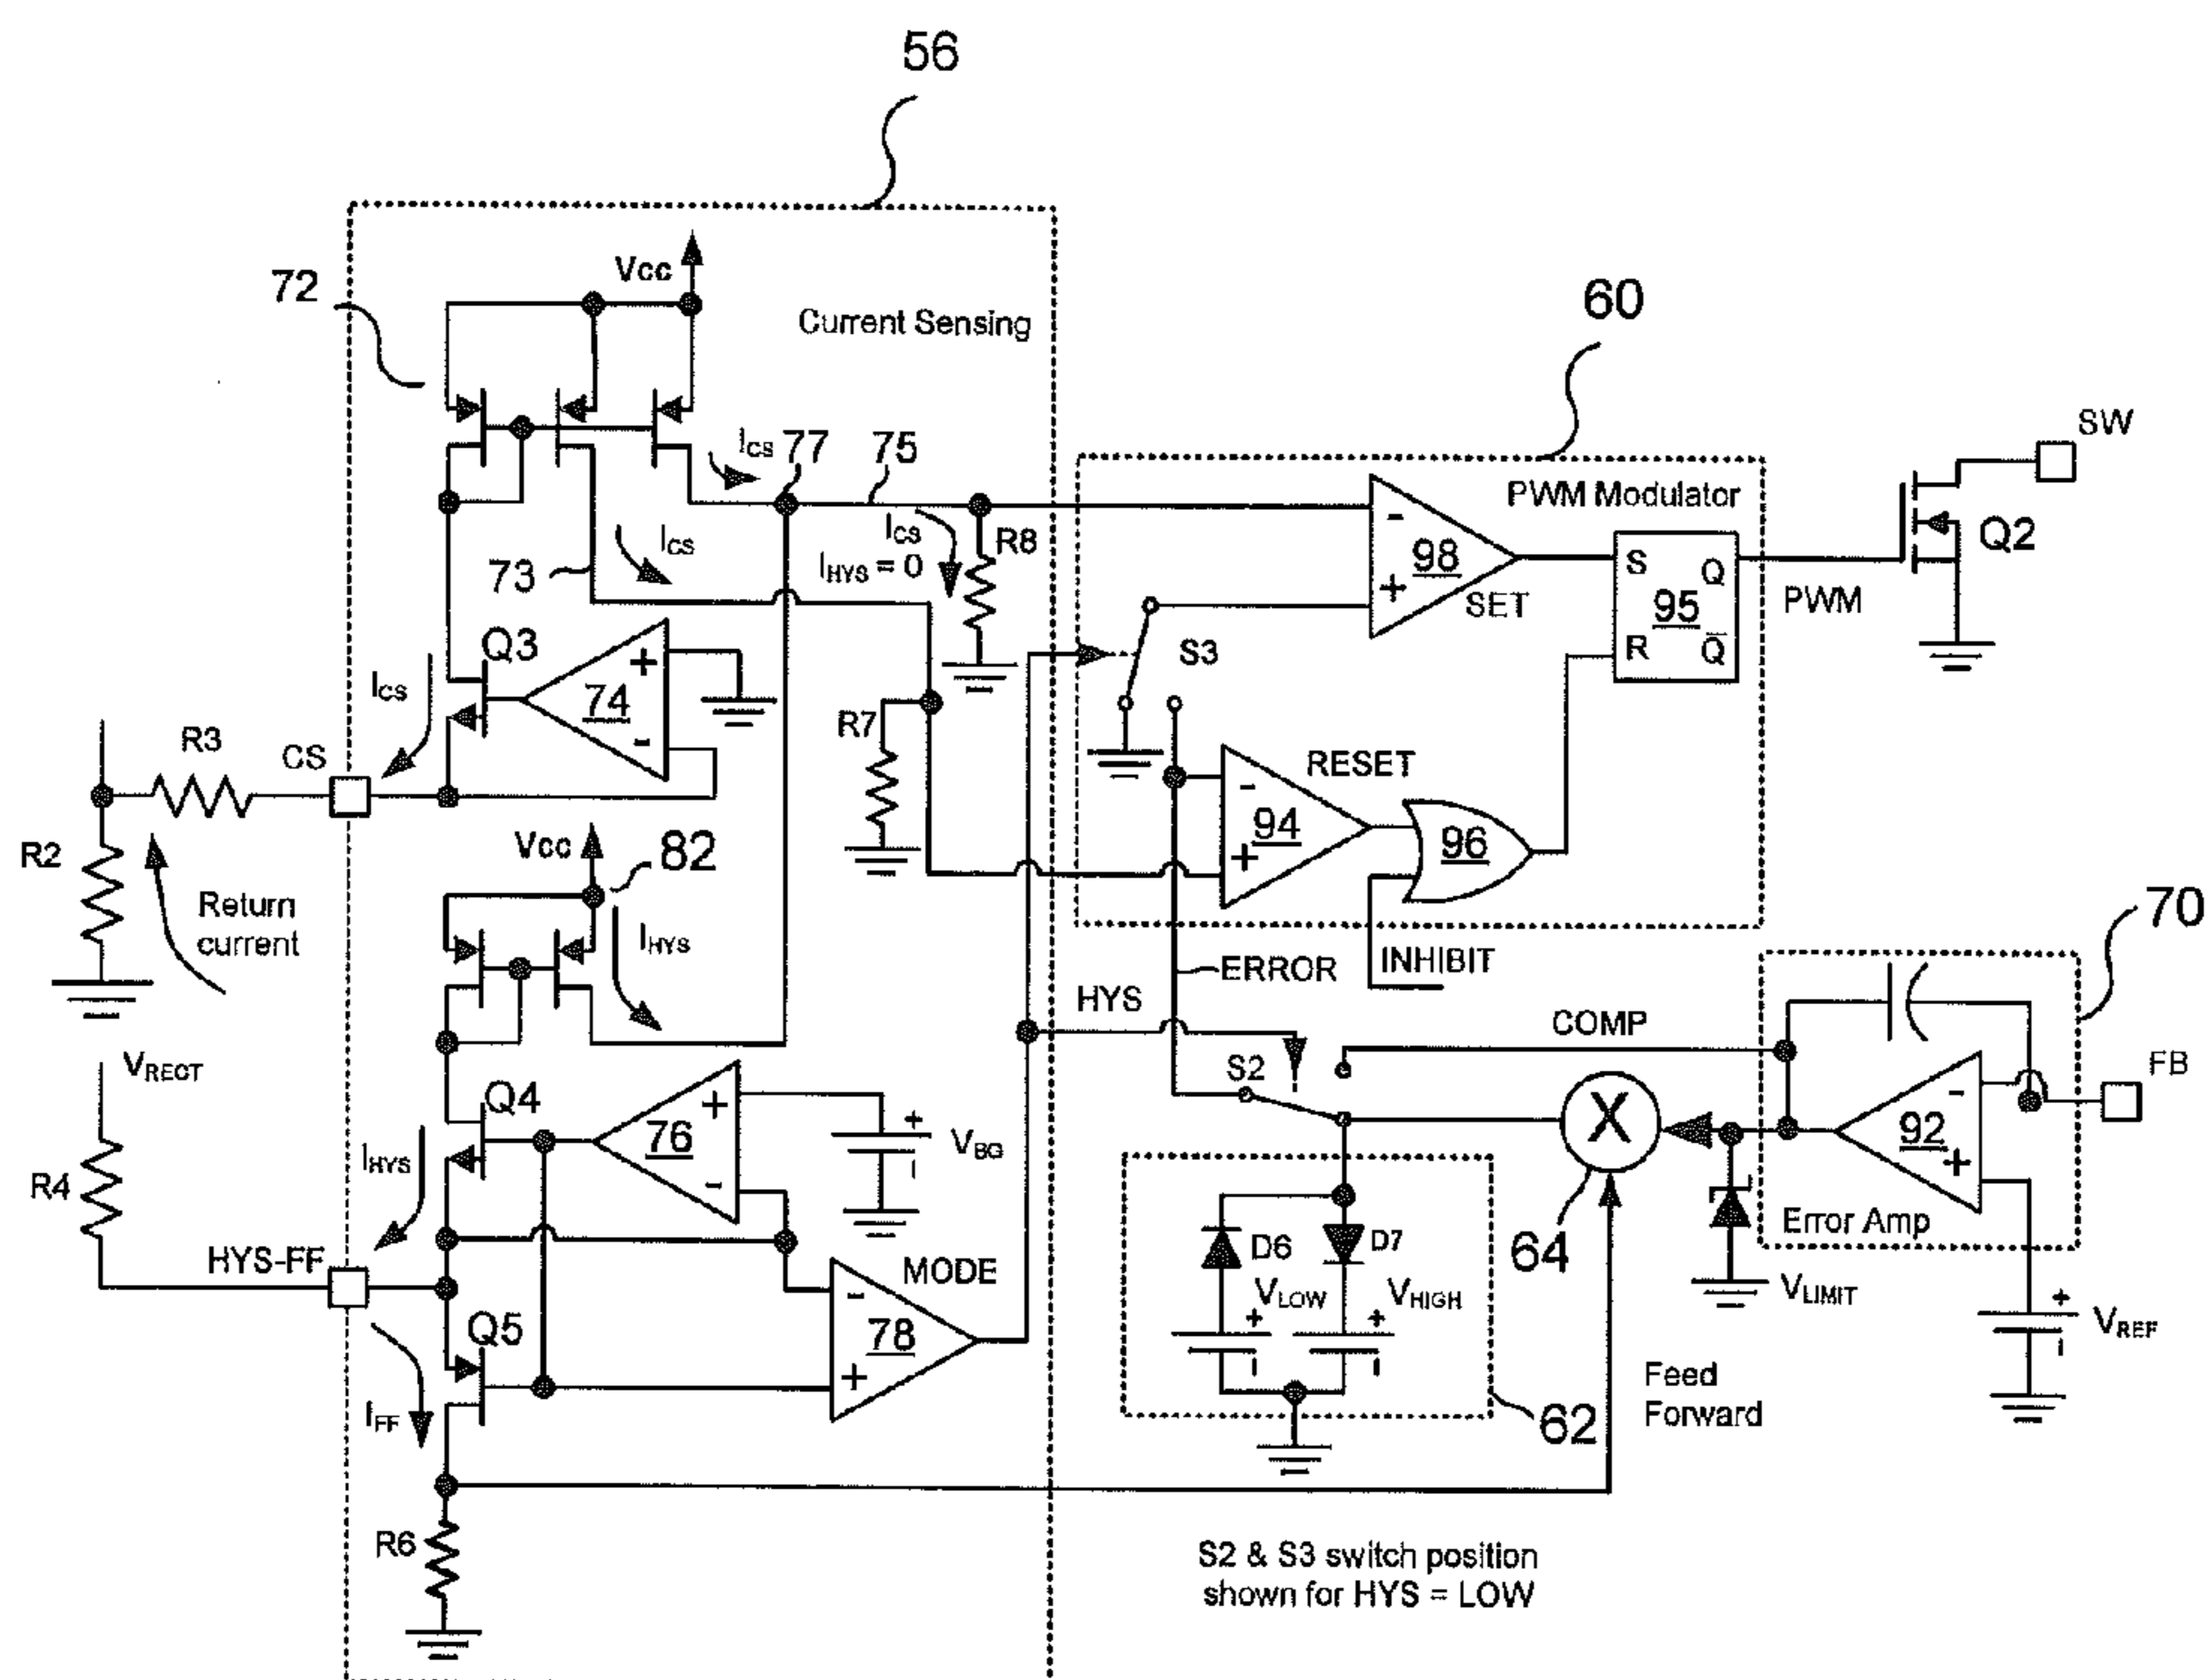 56
72
Vcc
Current Sensing
60
SW
ICS
77
75
PWM Modulator
ICS
IHYS = 0
R8
-
98
+
SET
S
Q
95
R
Q̅
PWM
Q2
73
ICS
Q3
+
74
-
ICS
S3
R7
R3
CS
RESET
-
94
+
96
R2
Return
current
Vcc
82
IHYS
ERROR
INHIBIT
70
HYS
COMP
VRECT
S2
FB
Q4
+
76
-
+
VBG
-
X
-
92
+
IHYS
R4
HYS-FF
Error Amp
64
D6
D7
VLOW
VHIGH
+
-
+
-
VLIMIT
+
VREF
-
MODE
-
78
+
Q5
IFF
62
Feed
Forward
R6
S2 & S3 switch position
shown for HYS = LOW